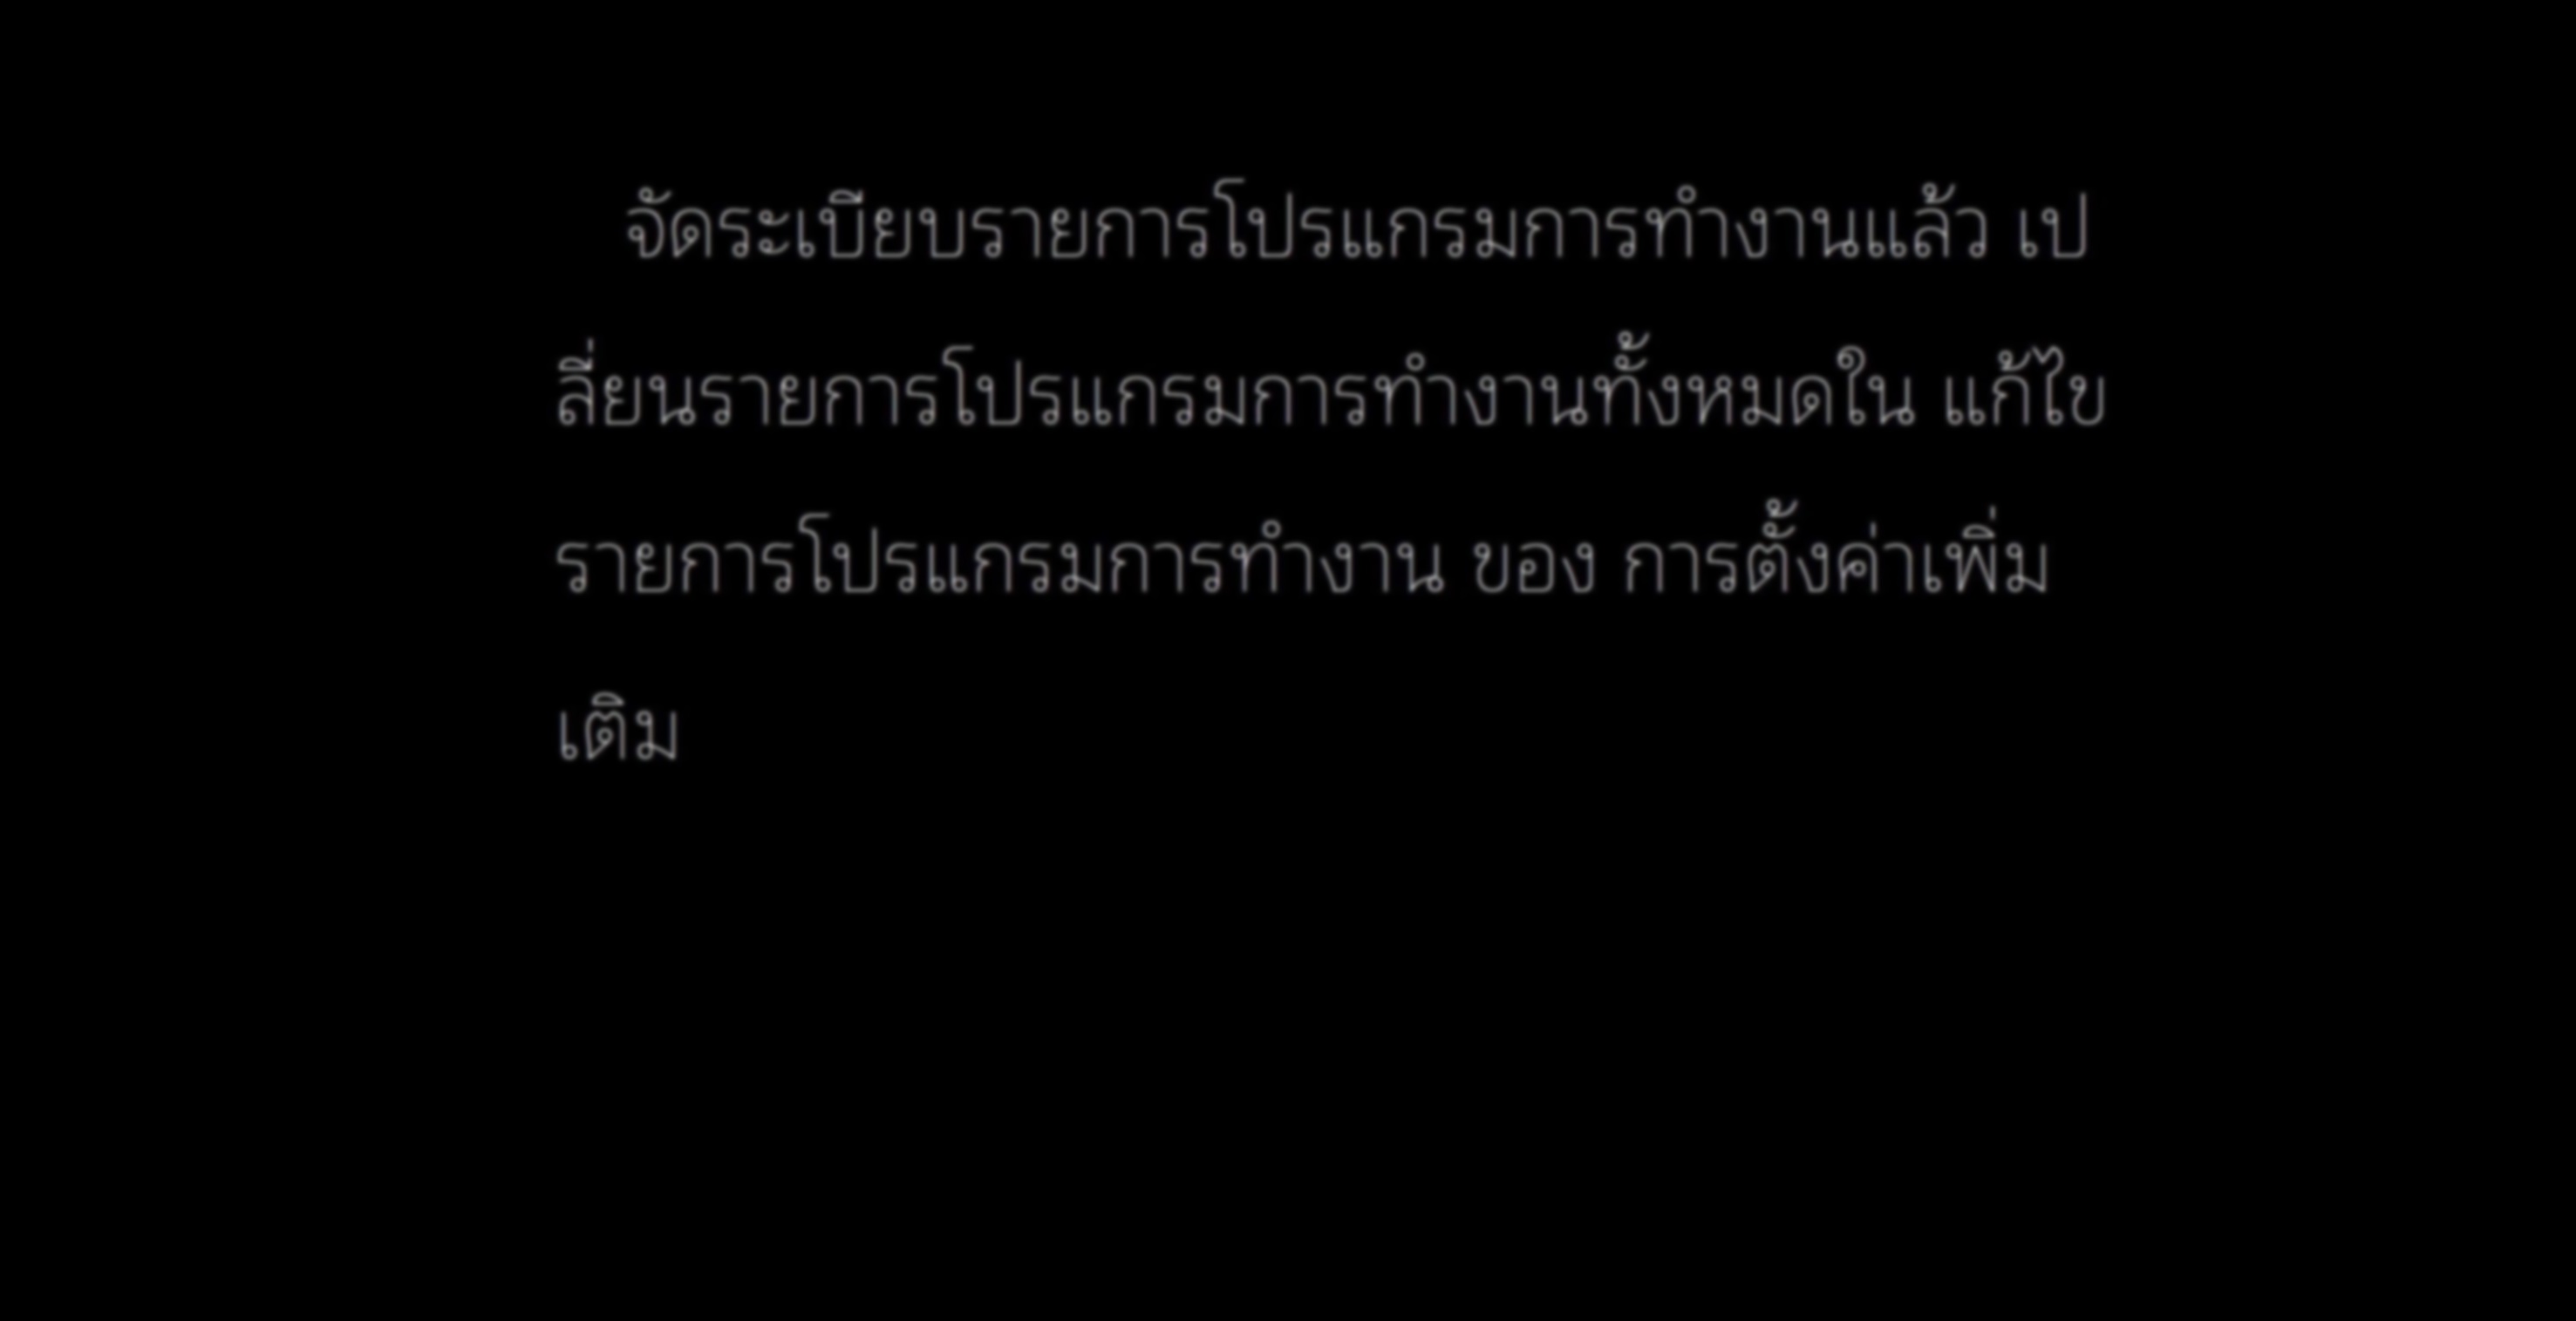 จัดระเบียบรายการโปรแกรมการทำงานแล้ว เป
ลี่ยนรายการโปรแกรมการทำงานทั้งหมดใน แก้ไข
รายการโปรแกรมการทำงาน ของ การตั้งค่าเพิ่ม
เติม